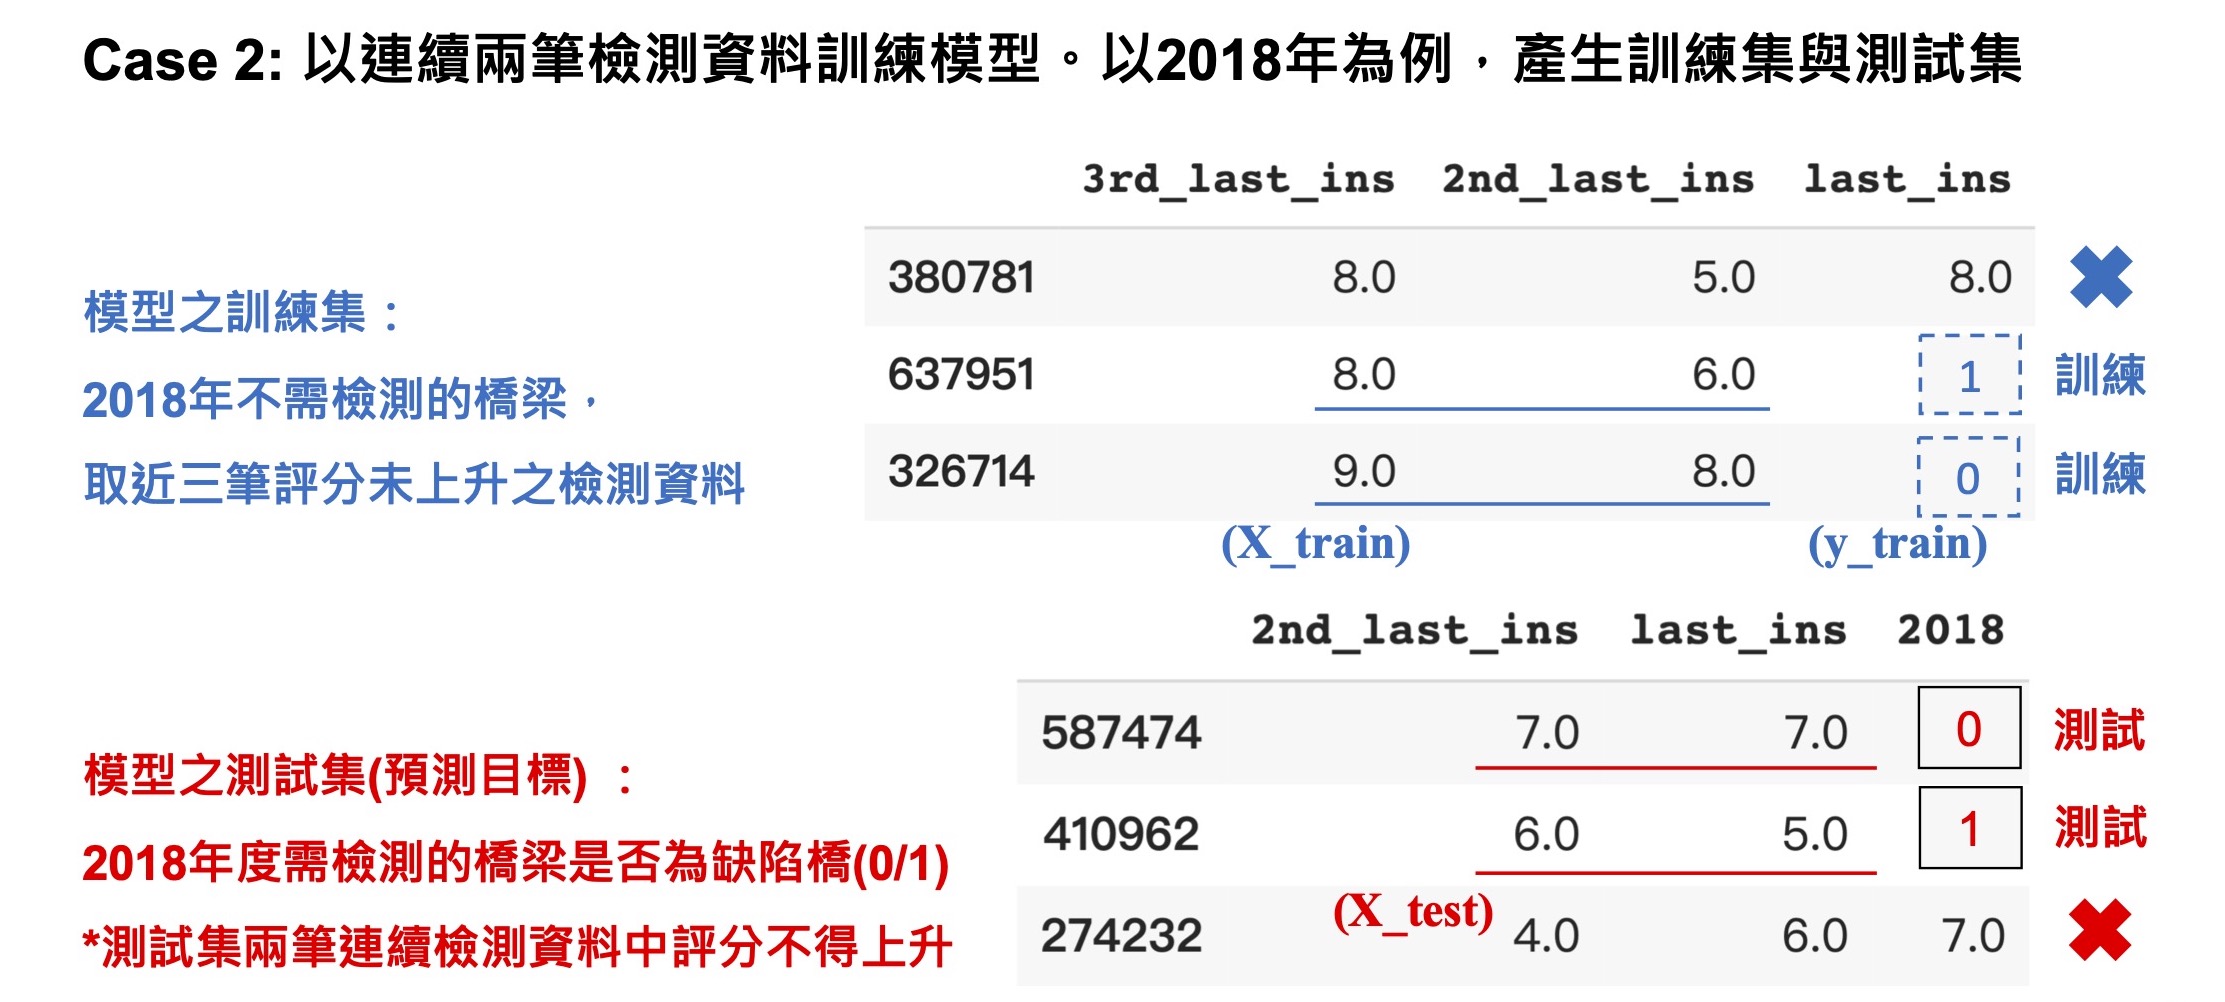 Case 2: 以連續兩筆檢測資料訓練模型。以2018年為例，產生訓練集與測試集
模型之訓練集：
2018年不需檢測的橋梁，
取近三筆評分未上升之檢測資料
3rd_last_ins 2nd_last_ins last_ins
380781 8.0 5.0 8.0
637951 8.0 6.0 1 訓練
326714 9.0 8.0 0 訓練
(X_train) (y_train)
模型之測試集(預測目標) ：
2018年度需檢測的橋梁是否為缺陷橋(0/1)
*測試集兩筆連續檢測資料中評分不得上升
2nd_last_ins last_ins 2018
587474 7.0 7.0 0 測試
410962 6.0 5.0 1 測試
(X_test)
274232 4.0 6.0 7.0